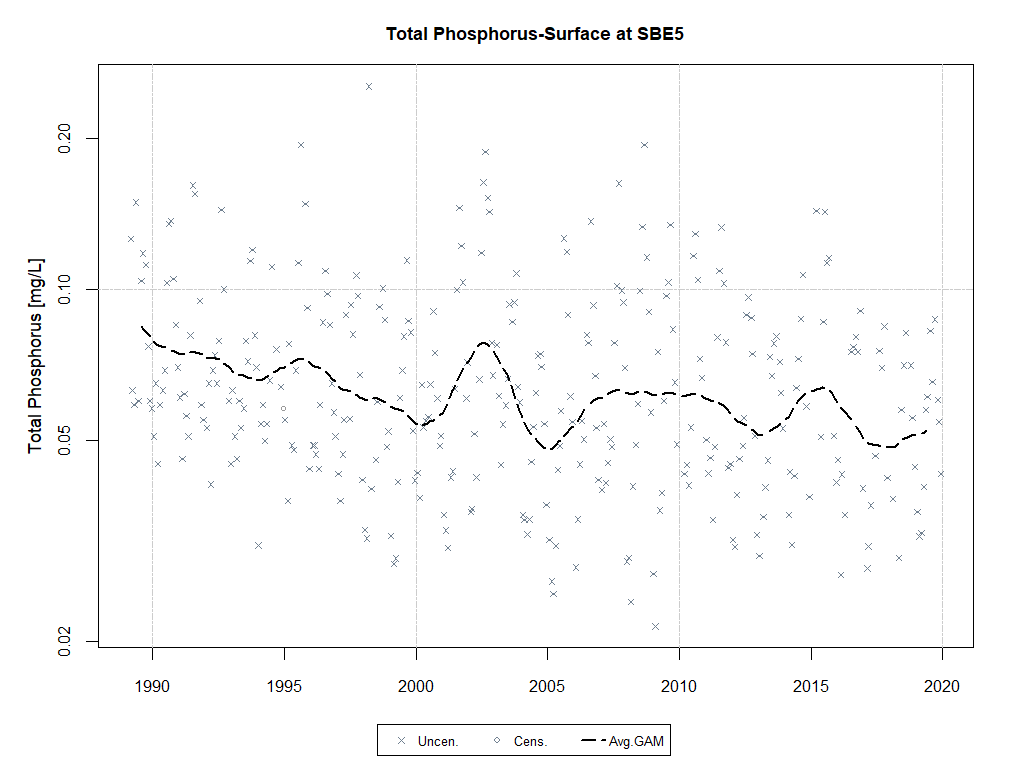 Total Phosphorus-Surface at SBE5
Total Phosphorus [mg/L]
0.20
0.10
0.05
0.02
1990 1995 2000 2005 2010 2015 2020
Uncen. Cens. Avg.GAM